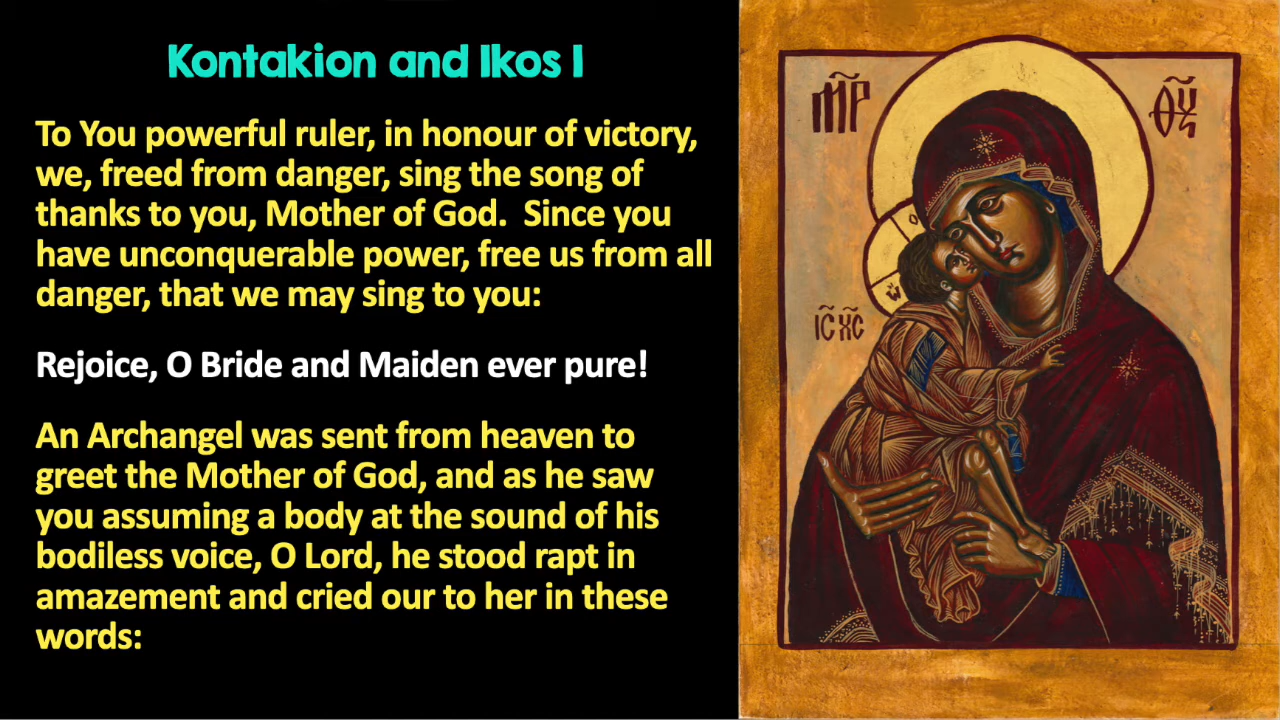 Kontakion and Ikos I
To You powerful ruler, in honour of victory,
we, freed from danger, sing the song of
thanks to you, Mother of God.  Since you
have unconquerable power, free us from all
danger, that we may sing to you:
Rejoice, O Bride and Maiden ever pure!
An Archangel was sent from heaven to
greet the Mother of God, and as he saw
you assuming a body at the sound of his
bodiless voice, O Lord, he stood rapt in
amazement and cried our to her in these
words:
М҃Р Ѳ҃Ѵ
І҃С Х҃С